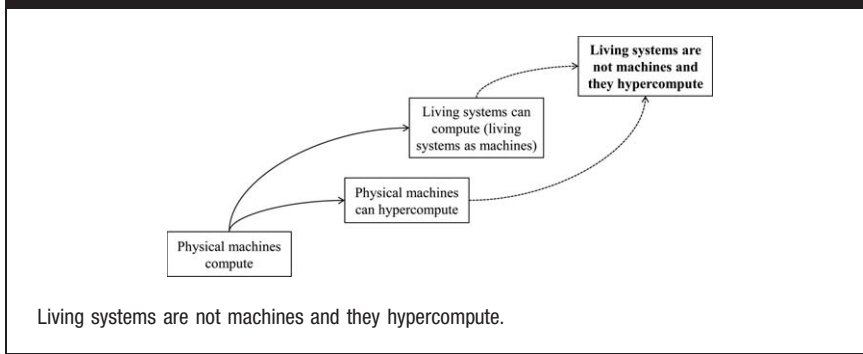 Living systems are
not machines and
they hypercompute
Living systems can
compute (living
systems as machines)
Physical machines
can hypercompute
Physical machines
compute
Living systems are not machines and they hypercompute.